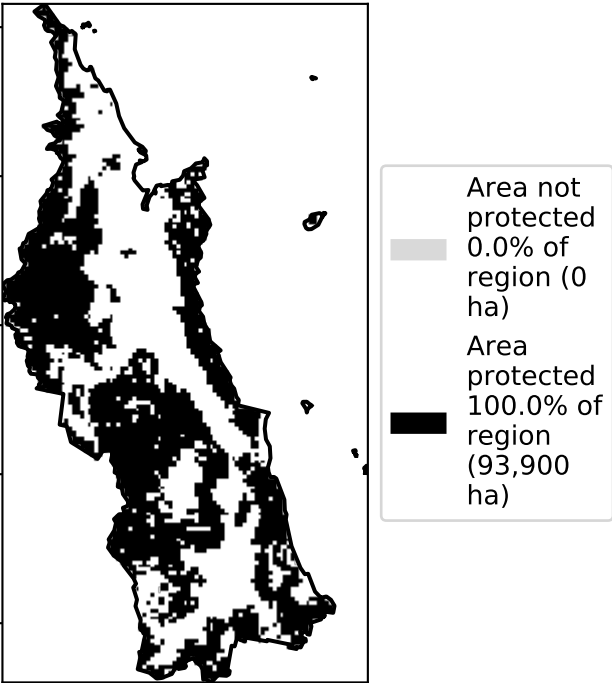 Area not
protected
0.0% of
region (0
ha)
Area
protected
100.0% of
region
(93,900
ha)